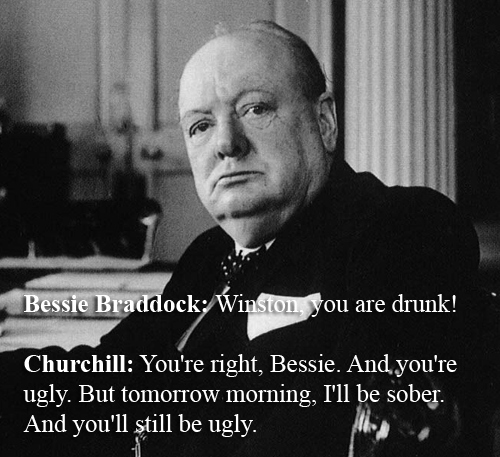 Bessie Braddock: Winston, you are drunk!
Churchill: You're right, Bessie. And you're
ugly. But tomorrow morning, I'll be sober.
And you'll still be ugly.